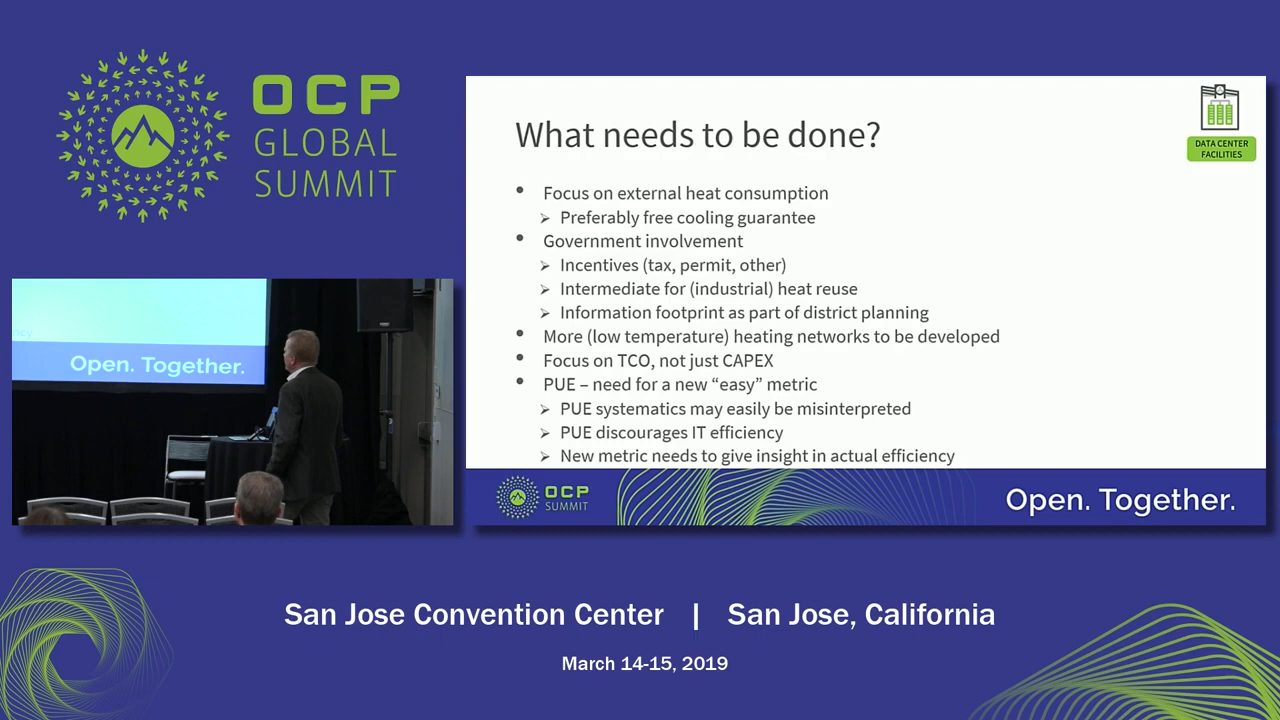 OCP
GLOBAL
SUMMIT
What needs to be done?
DATA CENTER
FACILITIES
• Focus on external heat consumption
➢ Preferably free cooling guarantee
• Government involvement
➢ Incentives (tax, permit, other)
➢ Intermediate for (industrial) heat reuse
➢ Information footprint as part of district planning
• More (low temperature) heating networks to be developed
• Focus on TCO, not just CAPEX
• PUE – need for a new “easy” metric
➢ PUE systematics may easily be misinterpreted
➢ PUE discourages IT efficiency
➢ New metric needs to give insight in actual efficiency
OCP
SUMMIT
Open. Together.
Open. Together.
San Jose Convention Center | San Jose, California
March 14-15, 2019